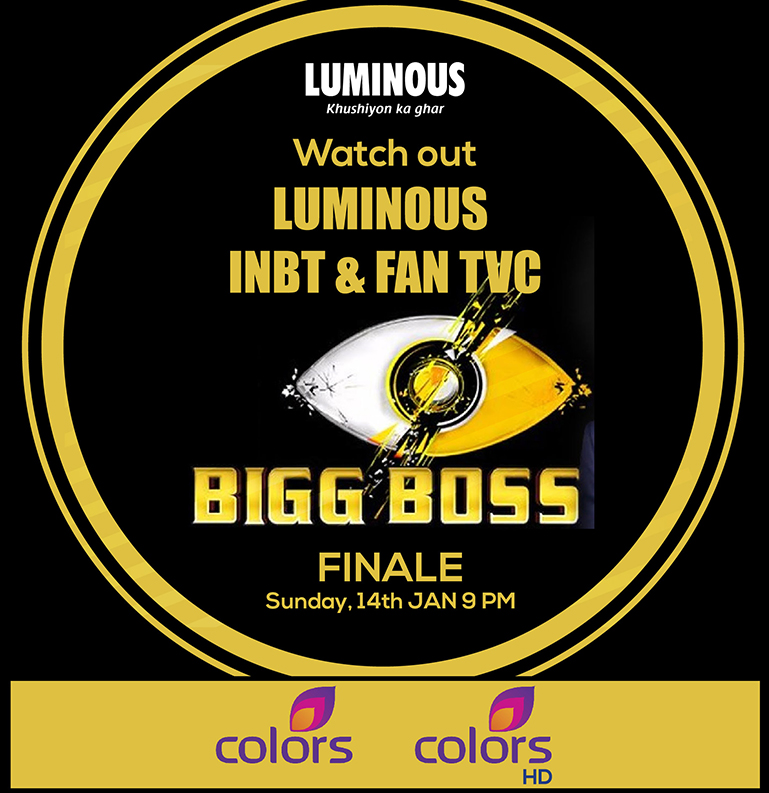 LUMINOUS
Khushiyon ka ghar
Watch out
LUMINOUS
INBT & FAN TVC
BIGG BOSS
FINALE
Sunday, 14th JAN 9 PM
colors
colors
HD